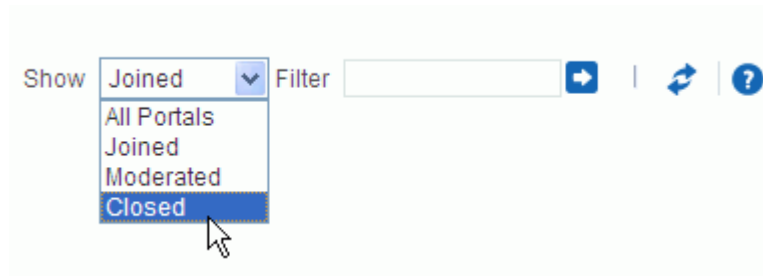 Show Joined Filter
All Portals
Joined
Moderated
Closed